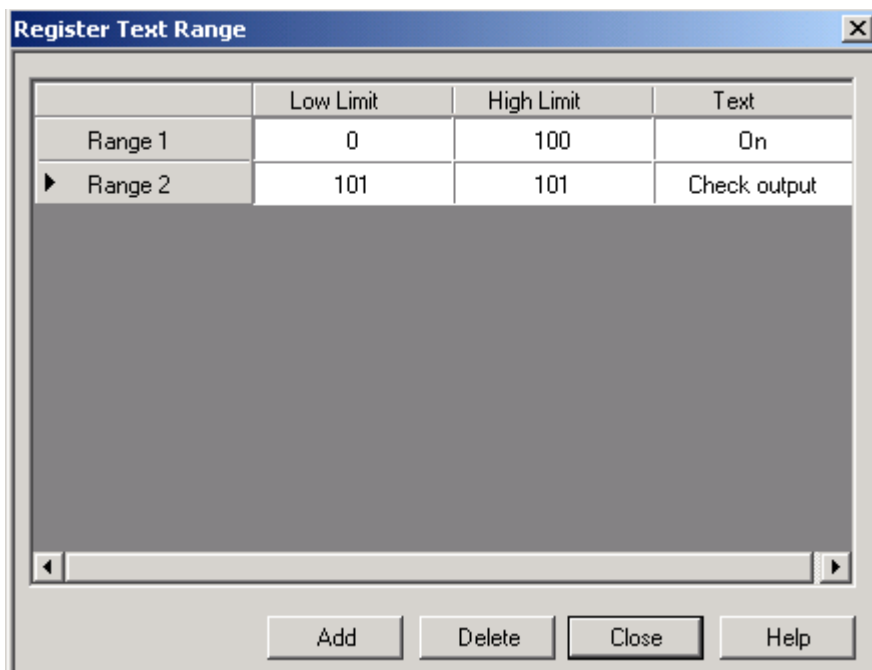 Register Text Range
Low Limit High Limit Text
Range 1 0 100 On
Range 2 101 101 Check output
Add Delete Close Help